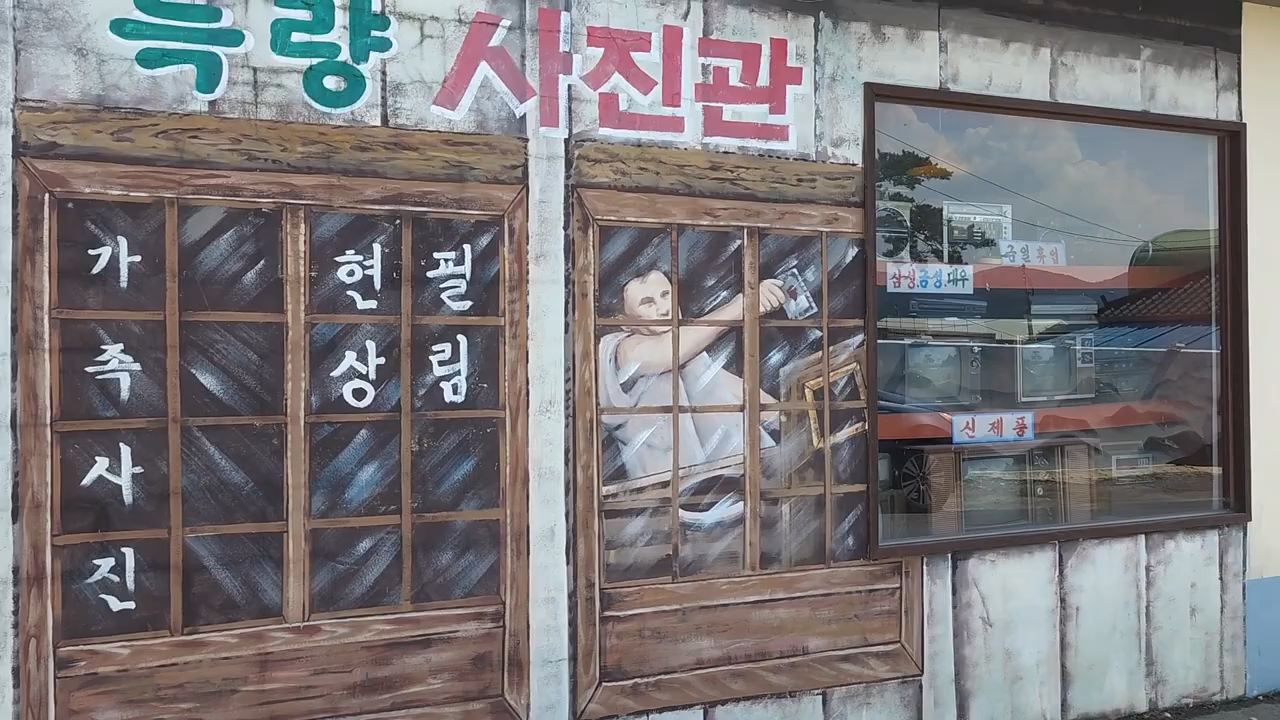 득량 사진관
가족사진
현상
필림
금일 휴업
삼성,금성,대우
신제품